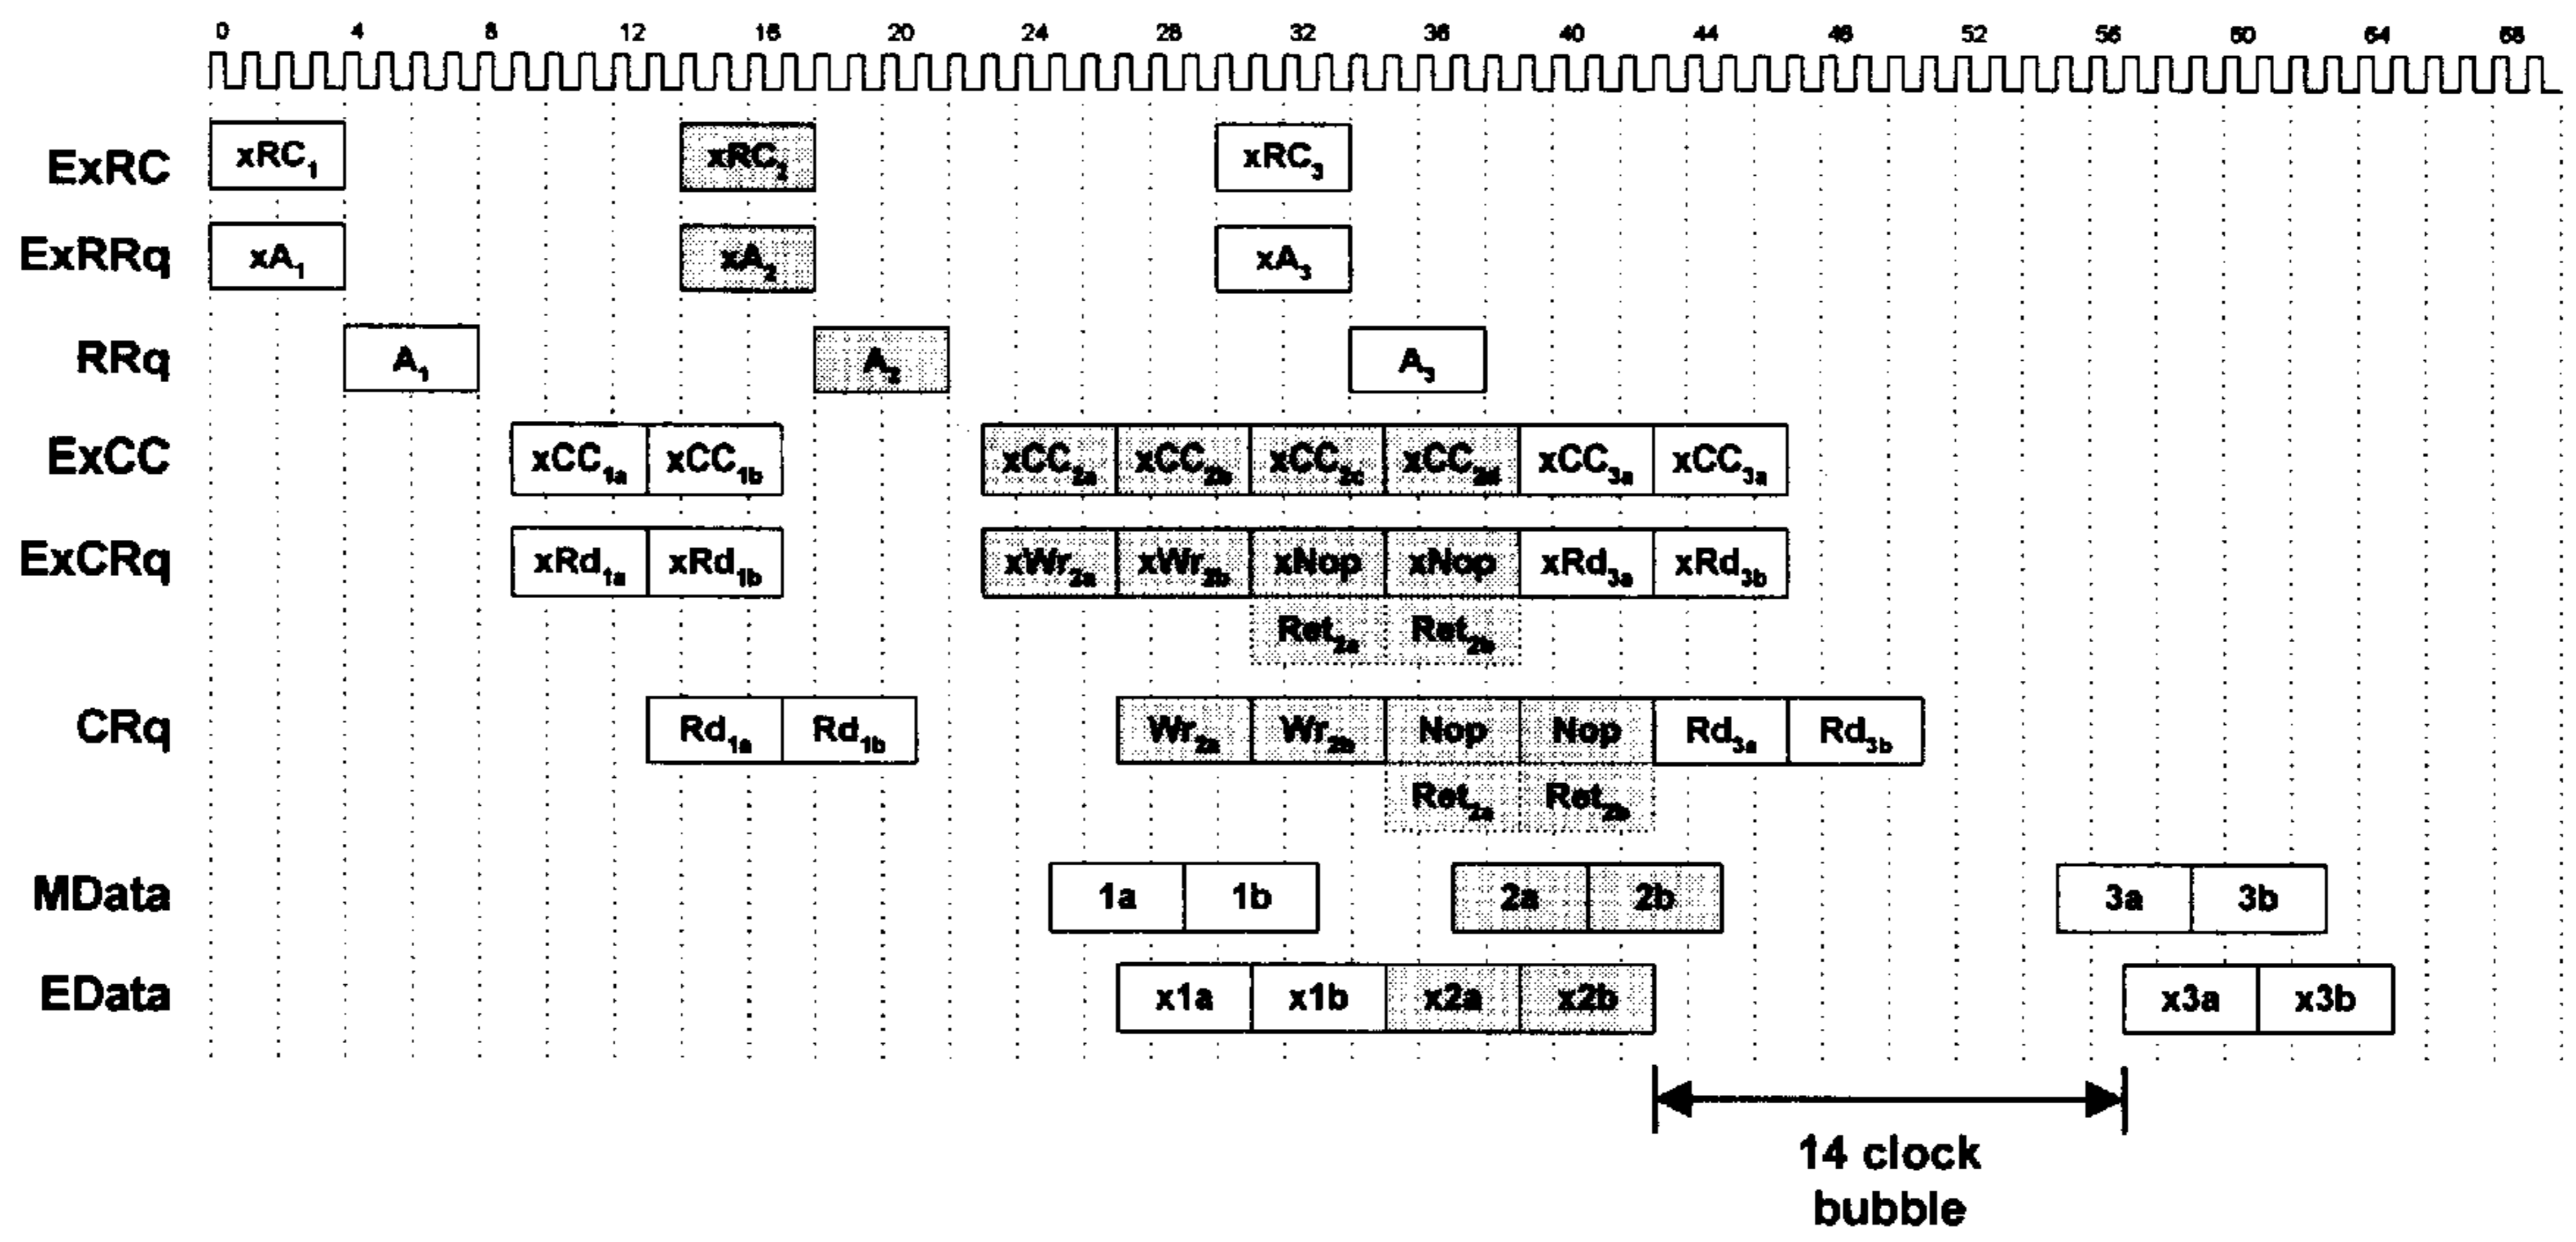 0 4 8 12 16 20 24 28 32 36 40 44 48 52 56 60 64 68
ExRC xRC1 xRC2 xRC3
ExRRq xA1 xA2 xA3
RRq A1 A2 A3
ExCC xCC1a xCC1b xCC2a xCC2b xCC2c xCC2d xCC3a xCC3a
ExCRq xRd1a xRd1b xWr2a xWr2b xNop xNop xRd3a xRd3b
Ret2a Ret2b
CRq Rd1a Rd1b Wr2a Wr2b Nop Nop Rd3a Rd3b
Ret2a Ret2b
MData 1a 1b 2a 2b 3a 3b
EData x1a x1b x2a x2b x3a x3b
14 clock
bubble